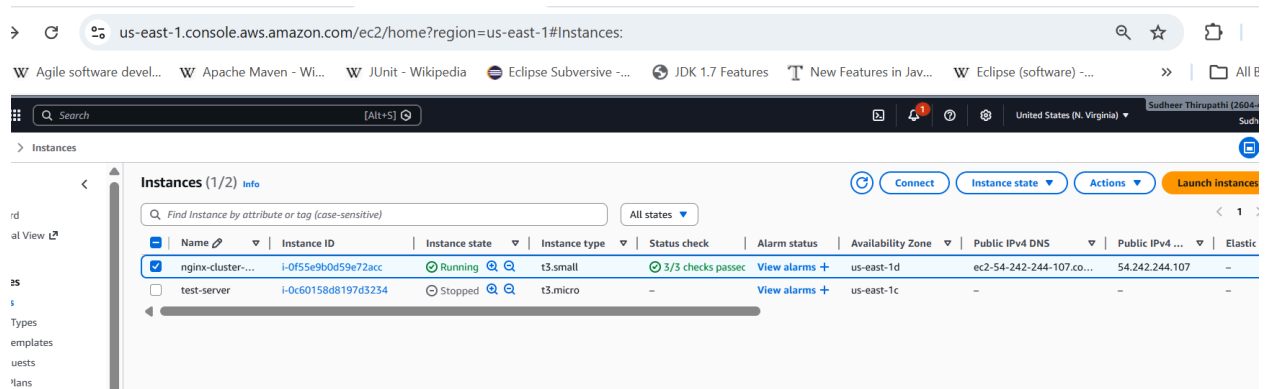 us-east-1.console.aws.amazon.com/ec2/home?region=us-east-1#Instances:
W Agile software devel... W Apache Maven - Wi... W JUnit - Wikipedia Eclipse Subversive -... JDK 1.7 Features T New Features in Jav... W Eclipse (software) -... » All B
Search [Alt+S] 1 United States (N. Virginia) ▼ Sudheer Thirupathi (2604-
Sudh
> Instances
Instances (1/2) Info Connect Instance state ▼ Actions ▼ Launch instances
Find Instance by attribute or tag (case-sensitive) All states ▼ < 1 >
rd
al View
Name Instance ID Instance state Instance type Status check Alarm status Availability Zone Public IPv4 DNS Public IPv4 ... Elastic
nginx-cluster-... i-0f55e9b0d59e72acc Running t3.small 3/3 checks passec View alarms + us-east-1d ec2-54-242-244-107.co... 54.242.244.107 –
es
test-server i-0c60158d8197d3234 Stopped t3.micro – View alarms + us-east-1c – – –
s
Types
emplates
uests
Plans